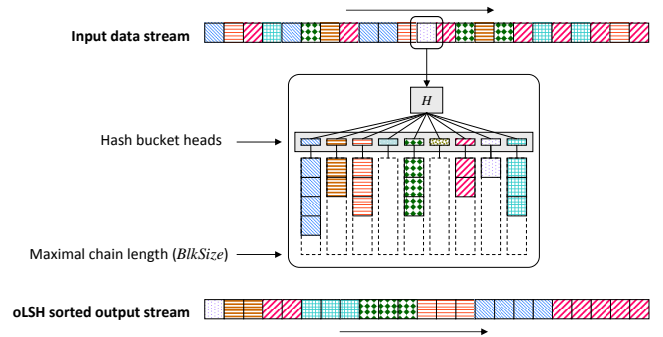 Input data stream
H
Hash bucket heads
Maximal chain length (BlkSize)
oLSH sorted output stream